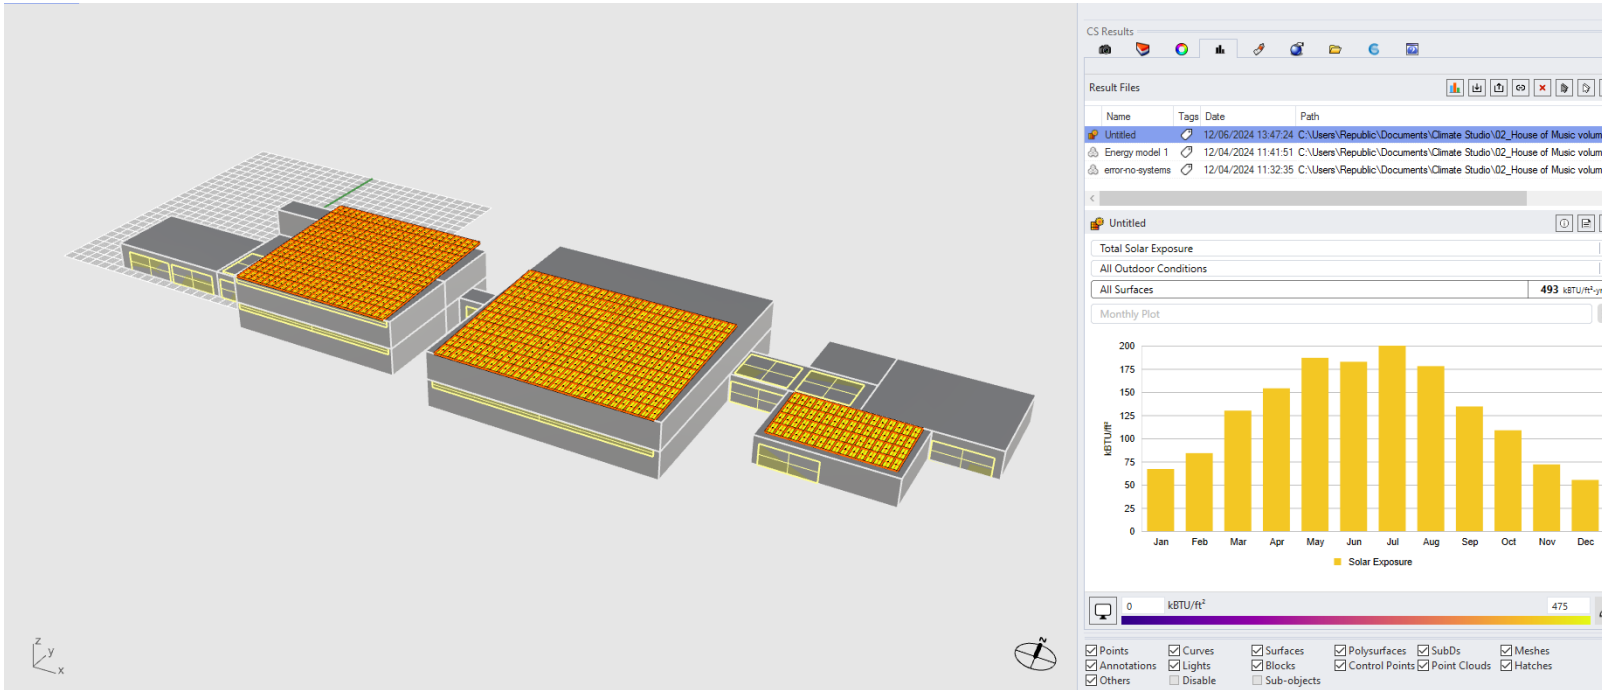 CS Results
Result Files
Name Tags Date Path
Untitled 12/06/2024 13:47:24 C:\Users\Republic\Documents\Climate Studio\02_House of Music volum
Energy model 1 12/04/2024 11:41:51 C:\Users\Republic\Documents\Climate Studio\02_House of Music volum
error-no-systems 12/04/2024 11:32:35 C:\Users\Republic\Documents\Climate Studio\02_House of Music volum
Untitled
Total Solar Exposure
All Outdoor Conditions
All Surfaces 493 kBTU/ft²-yr
Monthly Plot
200
175
150
125
100
75
50
25
0
kBTU/ft²
Jan Feb Mar Apr May Jun Jul Aug Sep Oct Nov Dec
Solar Exposure
0 kBTU/ft² 475
Points Curves Surfaces Polysurfaces SubDs Meshes
Annotations Lights Blocks Control Points Point Clouds Hatches
Others Disable Sub-objects
z
y
x
N